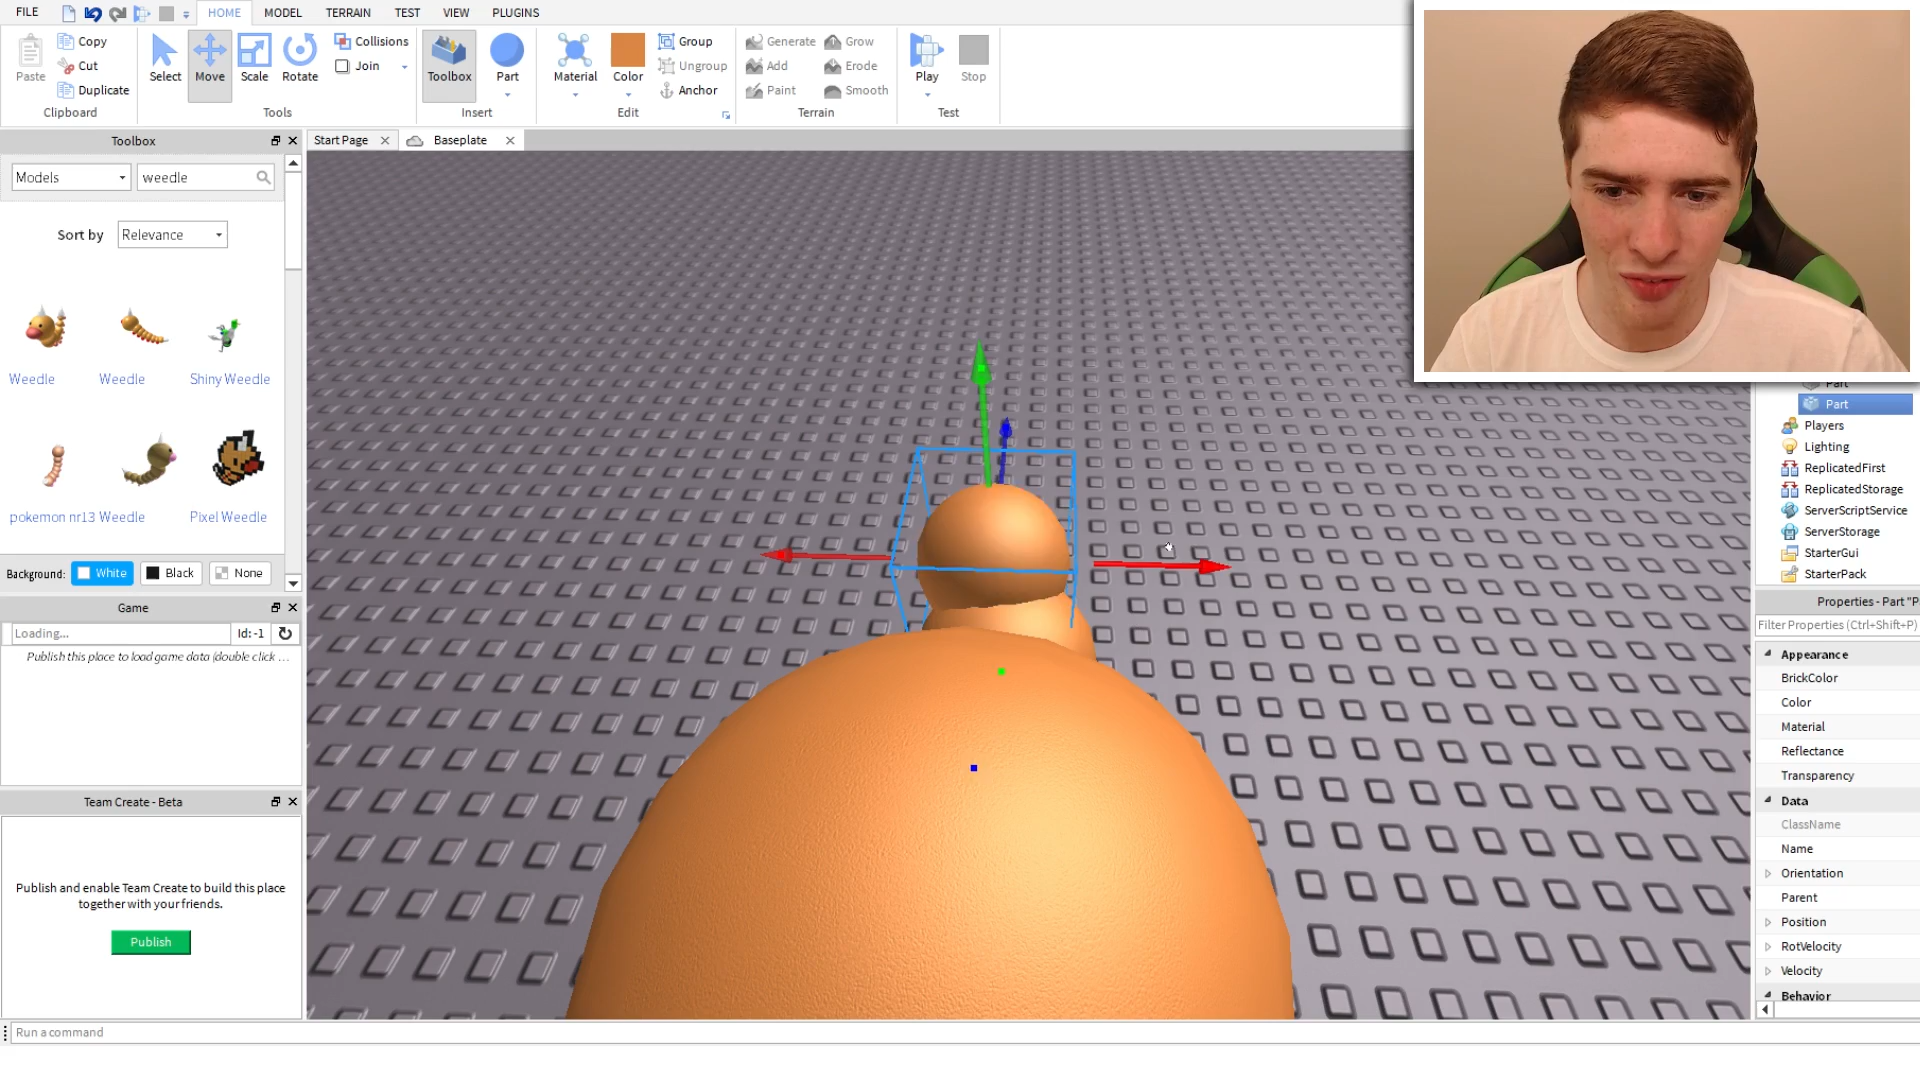 FILE HOME MODEL TERRAIN TEST VIEW PLUGINS
Paste
Copy
Cut
Duplicate
Clipboard
Select
Move
Scale
Rotate
Collisions
Join
Tools
Toolbox
Part
Insert
Material
Color
Group
Ungroup
Anchor
Edit
Generate
Add
Paint
Grow
Erode
Smooth
Terrain
Play
Stop
Test
Toolbox
Models
weedle
Sort by
Relevance
Weedle Weedle Shiny Weedle
pokemon nr13 Weedle Pixel Weedle
Background: White Black None
Game
Loading...
Id: -1
Publish this place to load game data (double click ...
Team Create - Beta
Publish and enable Team Create to build this place
together with your friends.
Publish
Run a command
Start Page
Baseplate
Part
Part
Players
Lighting
ReplicatedFirst
ReplicatedStorage
ServerScriptService
ServerStorage
StarterGui
StarterPack
Properties - Part "P
Filter Properties (Ctrl+Shift+P)
Appearance
BrickColor
Color
Material
Reflectance
Transparency
Data
ClassName
Name
Orientation
Parent
Position
RotVelocity
Velocity
Behavior